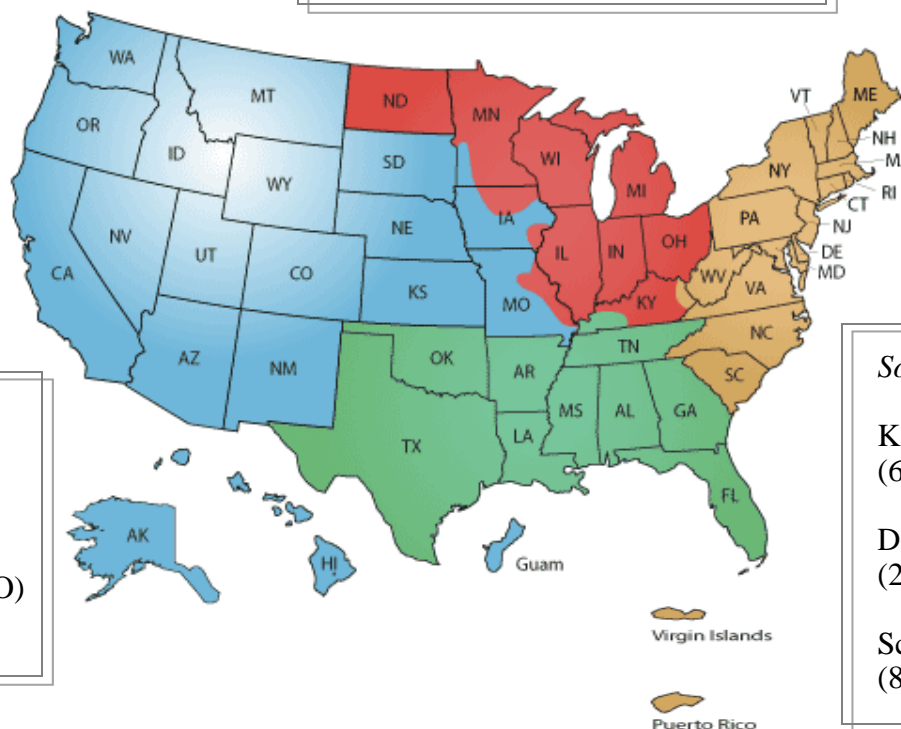 WA
MT
ND
MN
VT
ME
OR
ID
SD
WI
MI
NY
NH
M
RI
CT
WY
NE
IA
PA
NJ
NV
UT
CO
IL
IN
OH
WV
DE
MD
CA
KS
MO
KY
VA
AZ
NM
OK
AR
TN
NC
SC
TX
LA
MS
AL
GA
FL
AK
HI
Guam
Virgin Islands
Puerto Rico
O)
So
K
(6
D
(2
Sc
(8